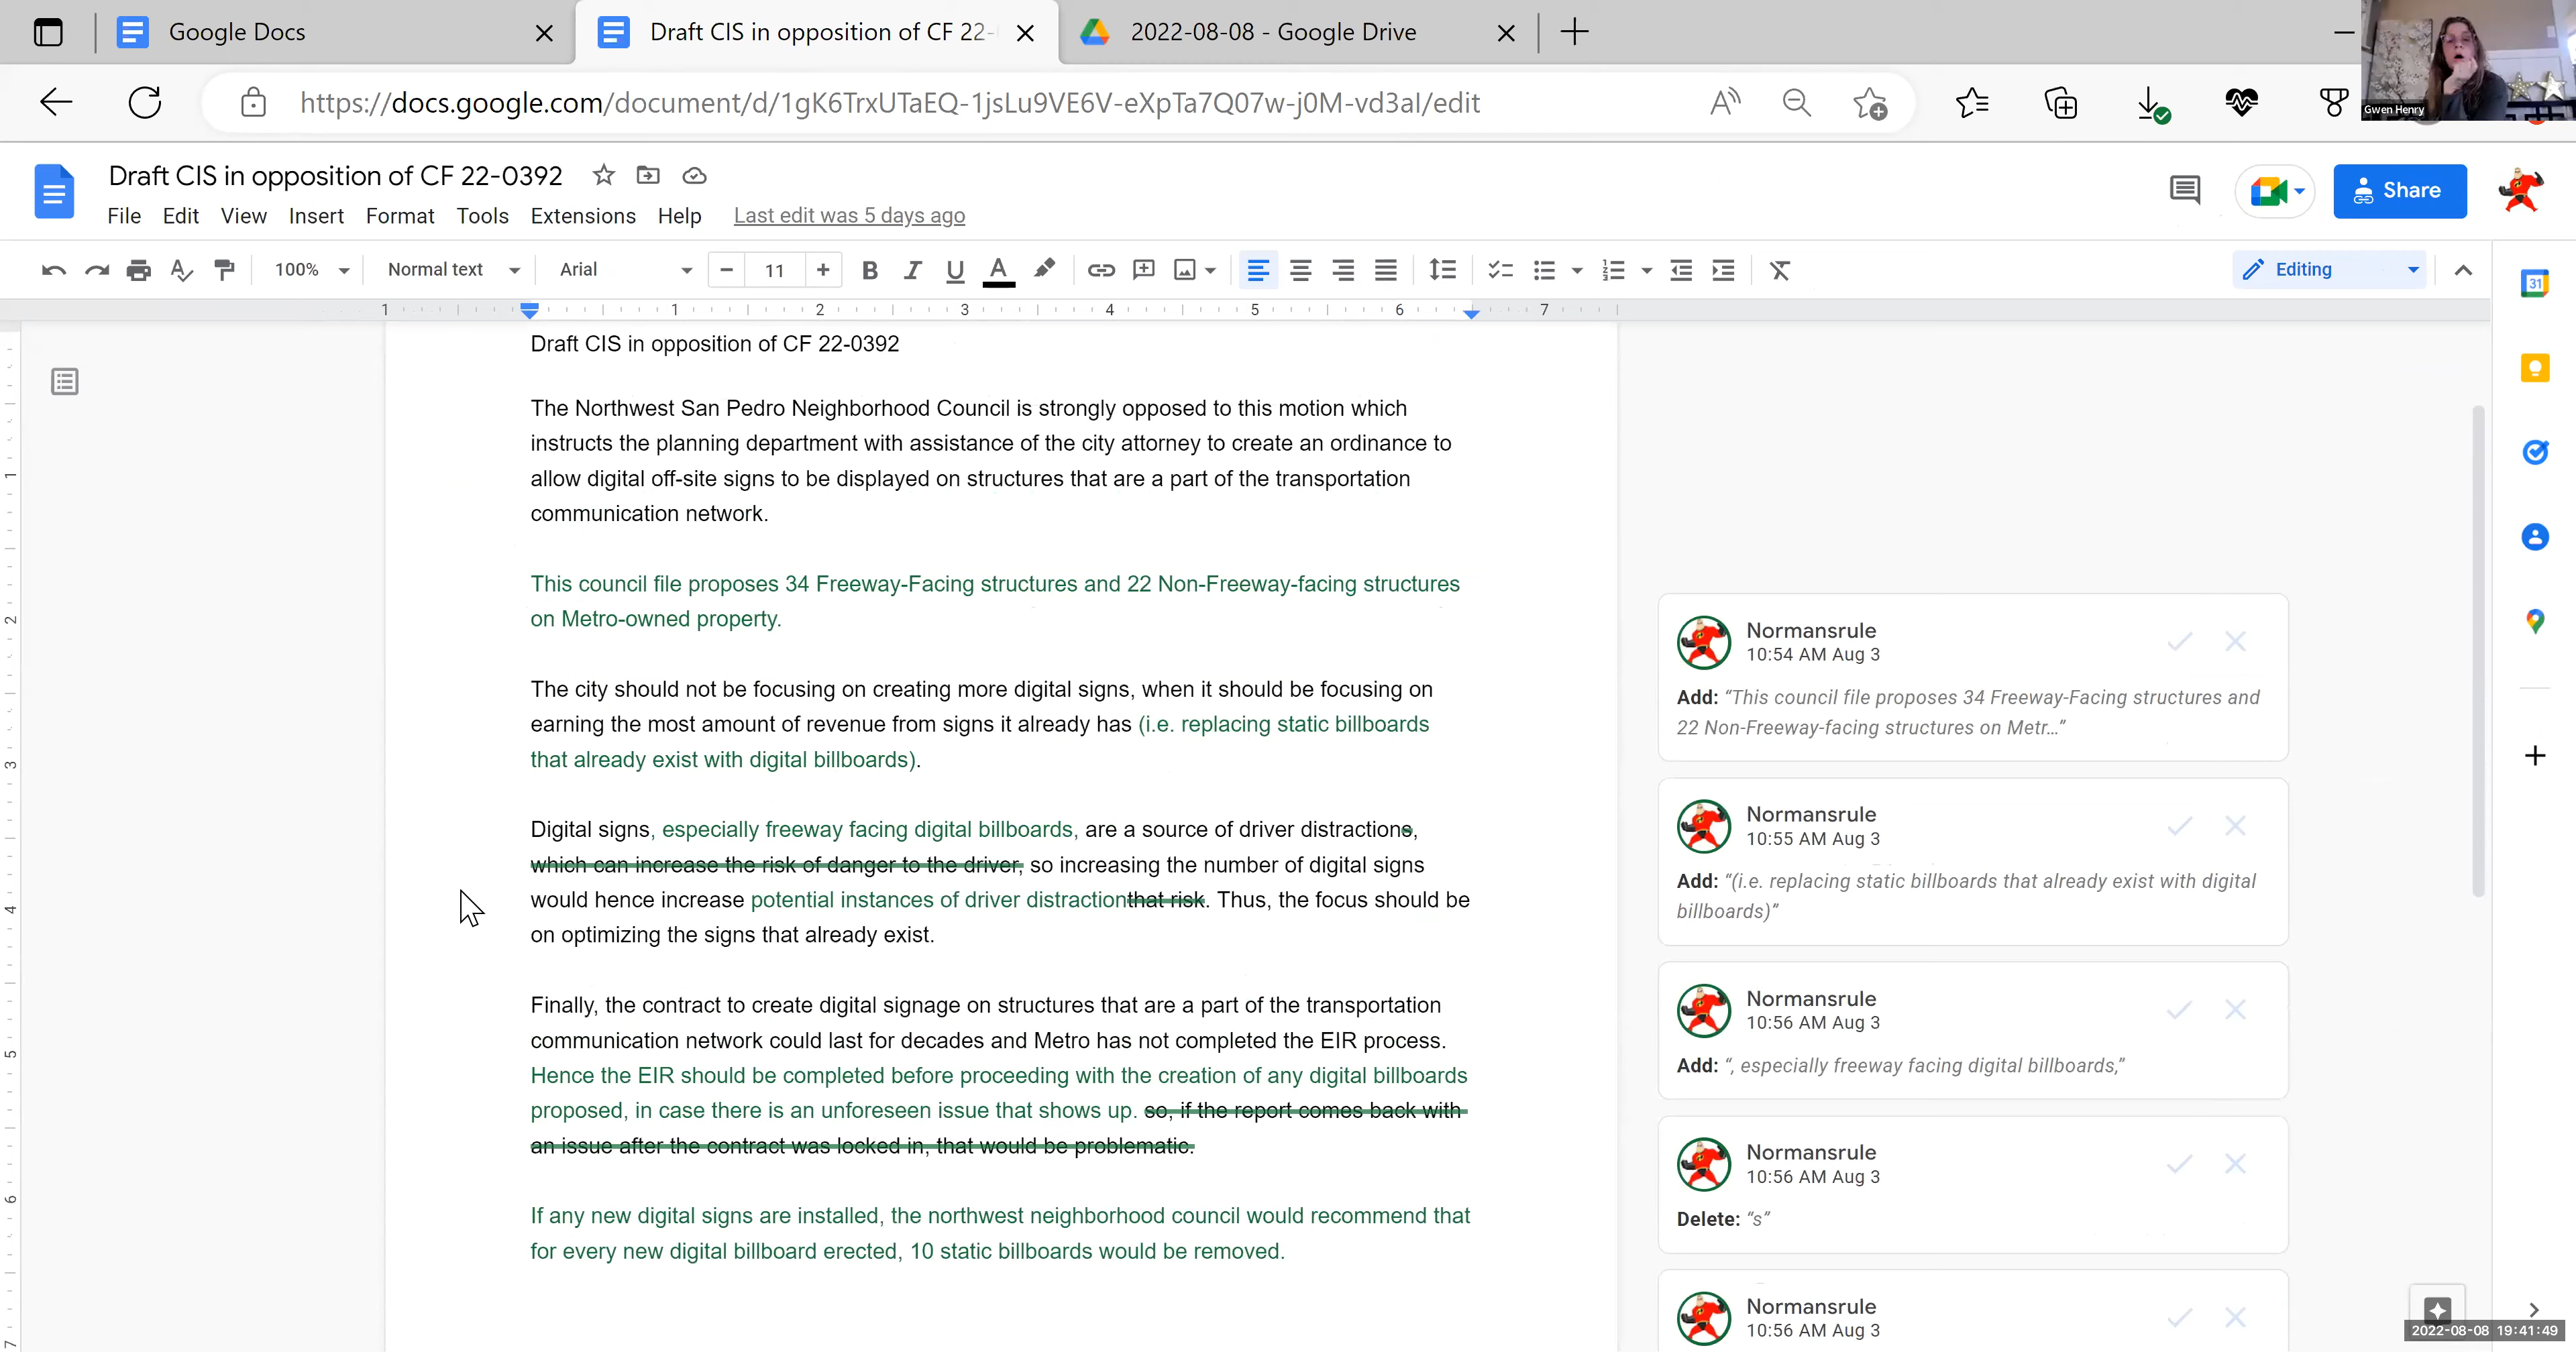 Google Docs
Draft CIS in opposition of CF 22-
2022-08-08 - Google Drive
Gwen Henry
https://docs.google.com/document/d/1gK6TrxUTaEQ-1jsLu9VE6V-eXpTa7Q07w-j0M-vd3aI/edit
Draft CIS in opposition of CF 22-0392
File Edit View Insert Format Tools Extensions Help Last edit was 5 days ago
Share
100% Normal text Arial 11 Editing
31
1 1 2 3 4 5 6 7
Draft CIS in opposition of CF 22-0392
The Northwest San Pedro Neighborhood Council is strongly opposed to this motion which
instructs the planning department with assistance of the city attorney to create an ordinance to
allow digital off-site signs to be displayed on structures that are a part of the transportation
communication network.
This council file proposes 34 Freeway-Facing structures and 22 Non-Freeway-facing structures
on Metro-owned property.
The city should not be focusing on creating more digital signs, when it should be focusing on
earning the most amount of revenue from signs it already has (i.e. replacing static billboards
that already exist with digital billboards).
Digital signs, especially freeway facing digital billboards, are a source of driver distractions,
which can increase the risk of danger to the driver, so increasing the number of digital signs
would hence increase potential instances of driver distractionthat risk. Thus, the focus should be
on optimizing the signs that already exist.
Finally, the contract to create digital signage on structures that are a part of the transportation
communication network could last for decades and Metro has not completed the EIR process.
Hence the EIR should be completed before proceeding with the creation of any digital billboards
proposed, in case there is an unforeseen issue that shows up. so, if the report comes back with
an issue after the contract was locked in, that would be problematic.
If any new digital signs are installed, the northwest neighborhood council would recommend that
for every new digital billboard erected, 10 static billboards would be removed.
Normansrule
10:54 AM Aug 3
Add: “This council file proposes 34 Freeway-Facing structures and
22 Non-Freeway-facing structures on Metr...”
Normansrule
10:55 AM Aug 3
Add: “(i.e. replacing static billboards that already exist with digital
billboards)”
Normansrule
10:56 AM Aug 3
Add: “, especially freeway facing digital billboards,”
Normansrule
10:56 AM Aug 3
Delete: “s”
Normansrule
10:56 AM Aug 3
1
2
3
4
5
6
7
2022-08-08 19:41:49